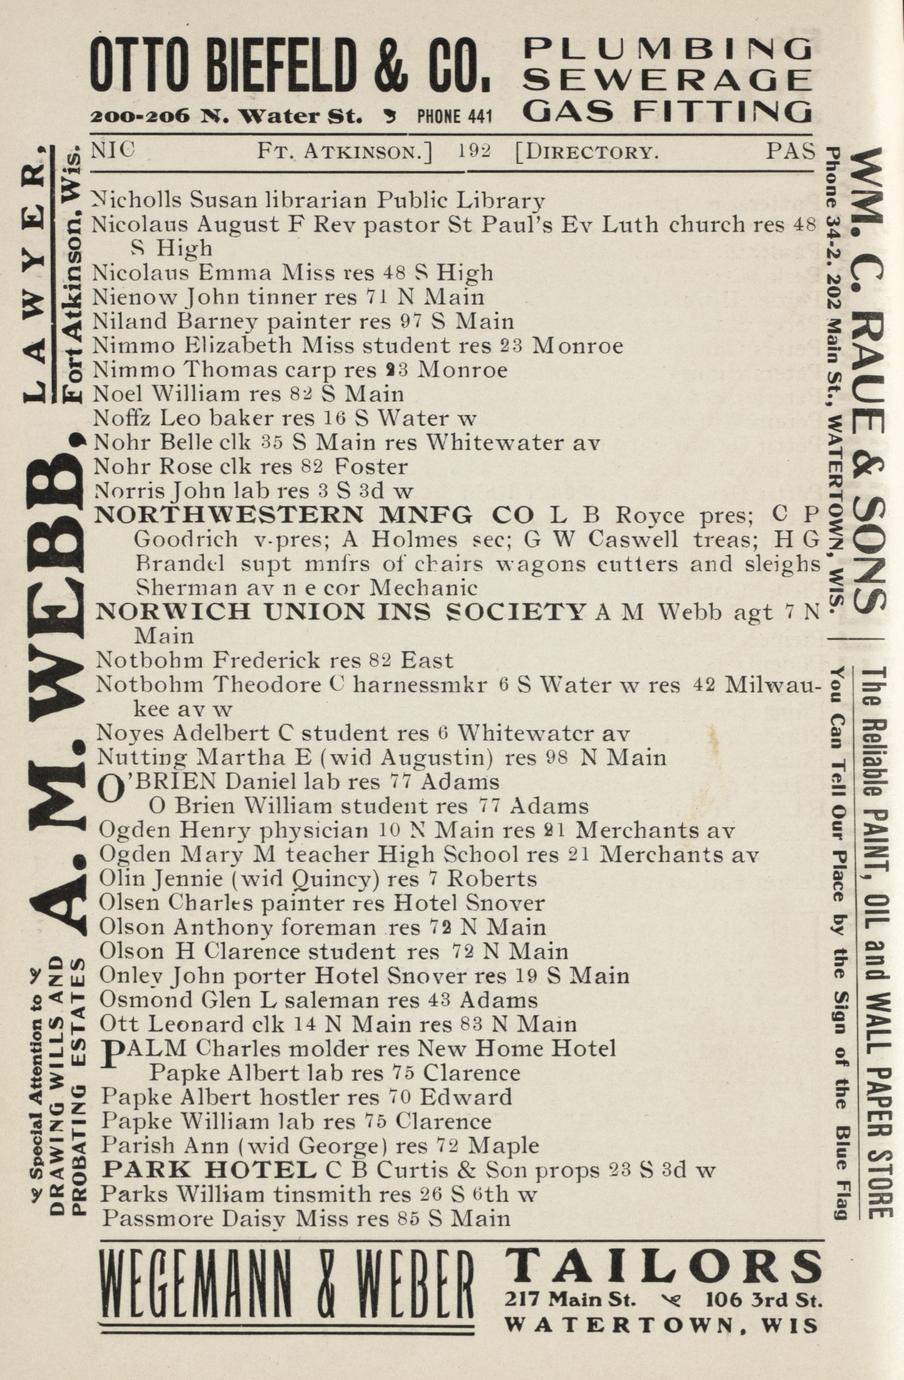 OTTO BIEFELD & CO.
200-206 N. Water St. PHONE 441
PLUMBING
SEWERAGE
GAS FITTING
NIC FT. ATKINSON.] 192 [DIRECTORY. PAS
Nicholls Susan librarian Public Library
Nicolaus August F Rev pastor St Paul's Ev Luth church res 48
S High
Nicolaus Emma Miss res 48 S High
Nienow John tinner res 71 N Main
Niland Barney painter res 97 S Main
Nimmo Elizabeth Miss student res 23 Monroe
Nimmo Thomas carp res 23 Monroe
Noel William res 82 S Main
Noffz Leo baker res 16 S Water w
Nohr Belle clk 35 S Main res Whitewater av
Nohr Rose clk res 82 Foster
Norris John lab res 3 S 3d w
NORTHWESTERN MNFG CO L B Royce pres; C P
Goodrich v-pres; A Holmes sec; G W Caswell treas; H G
Brandel supt mnfrs of chairs wagons cutters and sleighs
Sherman av n e cor Mechanic
NORWICH UNION INS SOCIETY A M Webb agt 7 N
Main
Notbohm Frederick res 82 East
Notbohm Theodore C harnessmkr 6 S Water w res 42 Milwau-
kee av w
Noyes Adelbert C student res 6 Whitewater av
Nutting Martha E (wid Augustin) res 98 N Main
O'BRIEN Daniel lab res 77 Adams
O Brien William student res 77 Adams
Ogden Henry physician 10 N Main res 21 Merchants av
Ogden Mary M teacher High School res 21 Merchants av
Olin Jennie (wid Quincy) res 7 Roberts
Olsen Charles painter res Hotel Snover
Olson Anthony foreman res 72 N Main
Olson H Clarence student res 72 N Main
Onley John porter Hotel Snover res 19 S Main
Osmond Glen L saleman res 43 Adams
Ott Leonard clk 14 N Main res 83 N Main
PALM Charles molder res New Home Hotel
Papke Albert lab res 75 Clarence
Papke Albert hostler res 70 Edward
Papke William lab res 75 Clarence
Parish Ann (wid George) res 72 Maple
PARK HOTEL C B Curtis & Son props 23 S 3d w
Parks William tinsmith res 26 S 6th w
Passmore Daisy Miss res 85 S Main
A. M. WEBB,
LAWYER,
Fort Atkinson, Wis.
Special Attention to
DRAWING WILLS AND
PROBATING ESTATES
WM. C. RAUE & SONS
Phone 34-2. 202 Main St., WATERTOWN, WIS.
The Reliable PAINT, OIL and WALL PAPER STORE
You Can Tell Our Place by the Sign of the Blue Flag
WEGEMANN & WEBER
TAILORS
217 Main St. 106 3rd St.
WATERTOWN, WIS